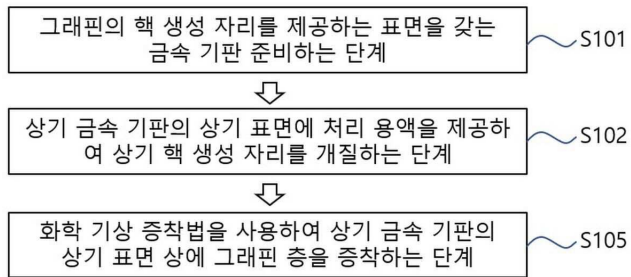 그래핀의 핵 생성 자리를 제공하는 표면을 갖는
금속 기판 준비하는 단계
S101
상기 금속 기판의 상기 표면에 처리 용액을 제공하
여 상기 핵 생성 자리를 개질하는 단계
S102
화학 기상 증착법을 사용하여 상기 금속 기판의
상기 표면 상에 그래핀 층을 증착하는 단계
S105